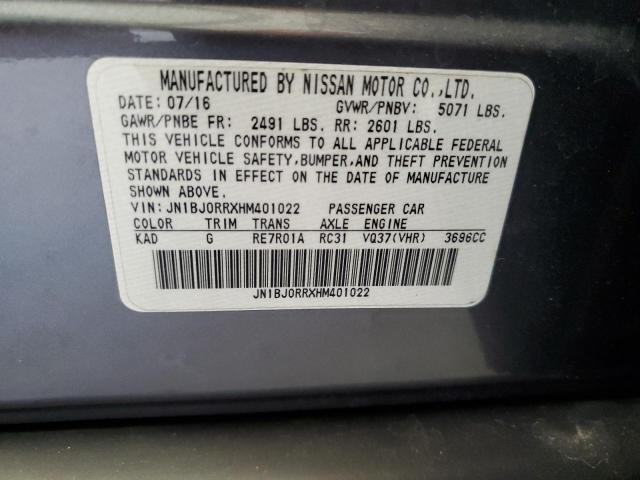 MANUFACTURED BY NISSAN MOTOR CO.,LTD.
DATE: 07/16 GVWR/PNBV: 5071 LBS.
GAWR/PNBE FR: 2491 LBS. RR: 2601 LBS.
THIS VEHICLE CONFORMS TO ALL APPLICABLE FEDERAL
MOTOR VEHICLE SAFETY, BUMPER,AND THEFT PREVENTION
STANDARDS IN EFFECT ON THE DATE OF MANUFACTURE
SHOWN ABOVE.
VIN: JN1BJ0RRXHM401022 PASSENGER CAR
COLOR TRIM TRANS AXLE ENGINE
KAD G RE7R01A RC31 VQ37(VHR) 3696CC
JN1BJ0RRXHM401022